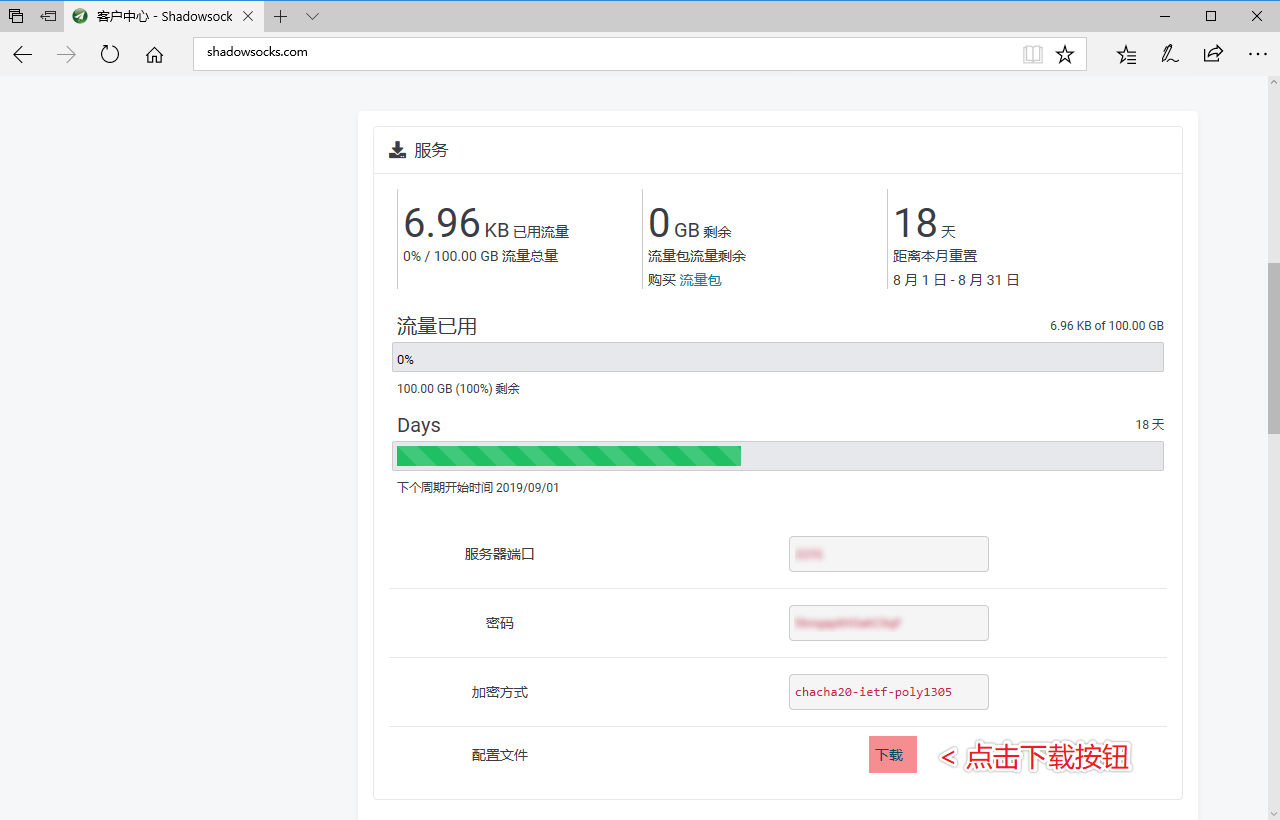 客户中心 - Shadowsock
shadowsocks.com
服务
6.96 KB 已用流量
0% / 100.00 GB 流量总量
0 GB 剩余
流量包流量剩余
购买 流量包
18 天
距离本月重置
8 月 1 日 - 8 月 31 日
流量已用
6.96 KB of 100.00 GB
0%
100.00 GB (100%) 剩余
Days
18 天
下个周期开始时间 2019/09/01
服务器端口
密码
加密方式
chacha20-ietf-poly1305
配置文件
下载
< 点击下载按钮